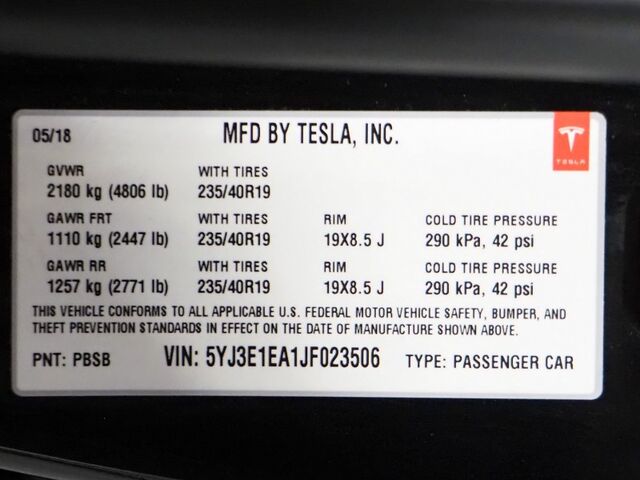 05/18 MFD BY TESLA, INC.
TESLA
GVWR WITH TIRES
2180 kg (4806 lb) 235/40R19
GAWR FRT WITH TIRES RIM COLD TIRE PRESSURE
1110 kg (2447 lb) 235/40R19 19X8.5 J 290 kPa, 42 psi
GAWR RR WITH TIRES RIM COLD TIRE PRESSURE
1257 kg (2771 lb) 235/40R19 19X8.5 J 290 kPa, 42 psi
THIS VEHICLE CONFORMS TO ALL APPLICABLE U.S. FEDERAL MOTOR VEHICLE SAFETY, BUMPER, AND
THEFT PREVENTION STANDARDS IN EFFECT ON THE DATE OF MANUFACTURE SHOWN ABOVE.
PNT: PBSB VIN: 5YJ3E1EA1JF023506 TYPE: PASSENGER CAR